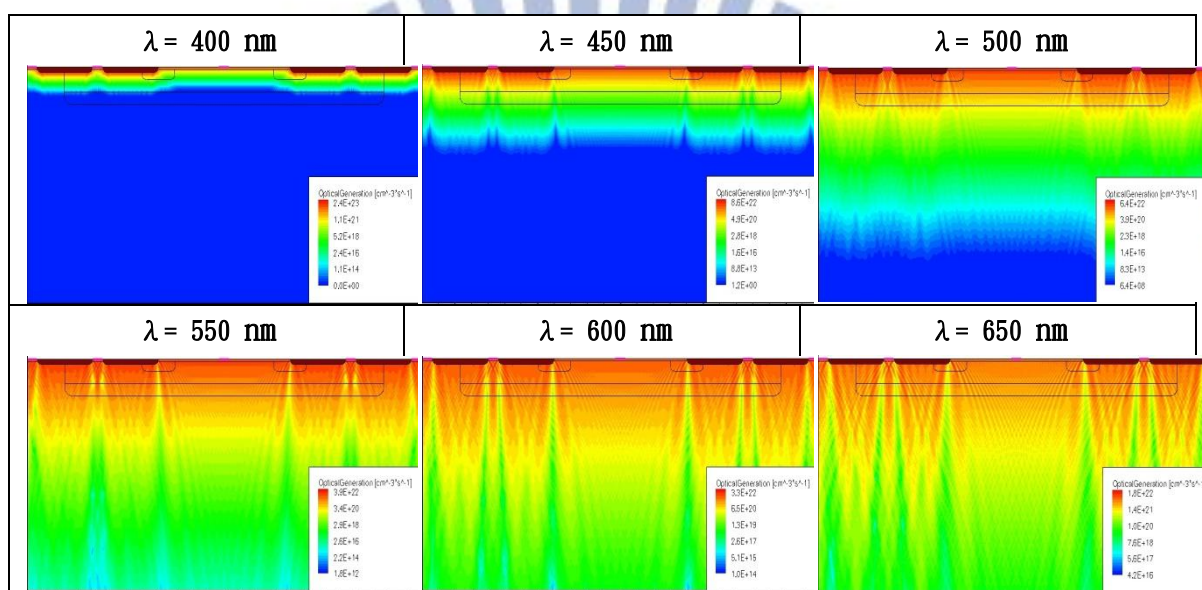 λ = 400 nm
λ = 450 nm
λ = 500 nm
OpticalGeneration [cm^-3*s^-1]
2.4E+23
1.1E+21
5.2E+18
2.4E+16
1.1E+14
0.0E+00
OpticalGeneration [cm^-3*s^-1]
8.6E+22
4.9E+20
2.8E+18
1.6E+16
8.8E+13
1.2E+00
OpticalGeneration [cm^-3*s^-1]
6.4E+22
3.9E+20
2.3E+18
1.4E+16
8.3E+13
6.4E+08
λ = 550 nm
λ = 600 nm
λ = 650 nm
OpticalGeneration [cm^-3*s^-1]
3.9E+22
3.4E+20
2.9E+18
2.6E+16
2.2E+14
1.8E+12
OpticalGeneration [cm^-3*s^-1]
3.3E+22
6.5E+20
1.3E+19
2.6E+17
5.1E+15
1.0E+14
OpticalGeneration [cm^-3*s^-1]
1.8E+22
1.4E+21
1.0E+20
7.6E+18
5.6E+17
4.2E+16